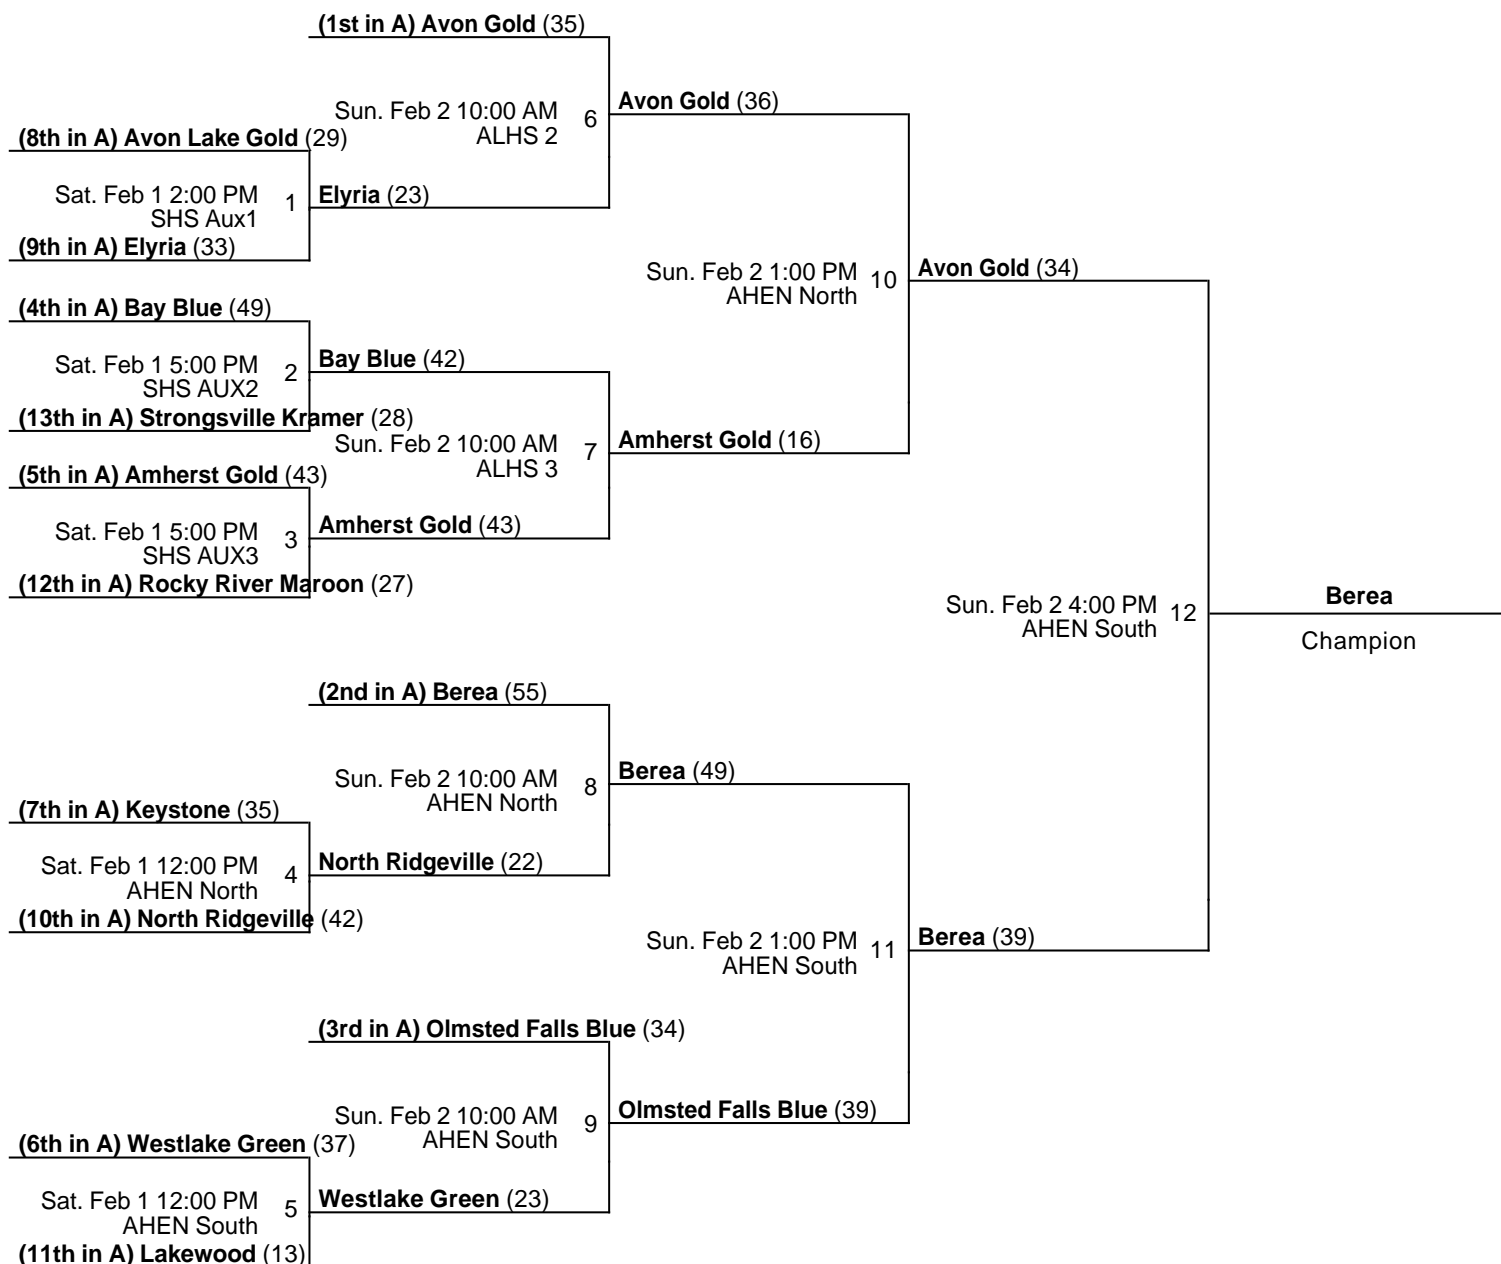 (1st in A) Avon Gold (35)
Sun. Feb 2 10:00 AM
ALHS 2
6
Avon Gold (36)
(8th in A) Avon Lake Gold (29)
Sat. Feb 1 2:00 PM
SHS Aux1
1
Elyria (23)
(9th in A) Elyria (33)
Sun. Feb 2 1:00 PM
AHEN North
10
Avon Gold (34)
(4th in A) Bay Blue (49)
Sat. Feb 1 5:00 PM
SHS AUX2
2
Bay Blue (42)
(13th in A) Strongsville Kramer (28)
Sun. Feb 2 10:00 AM
ALHS 3
7
Amherst Gold (16)
(5th in A) Amherst Gold (43)
Sat. Feb 1 5:00 PM
SHS AUX3
3
Amherst Gold (43)
(12th in A) Rocky River Maroon (27)
Sun. Feb 2 4:00 PM
AHEN South
12
Berea
Champion
(2nd in A) Berea (55)
Sun. Feb 2 10:00 AM
AHEN North
8
Berea (49)
(7th in A) Keystone (35)
Sat. Feb 1 12:00 PM
AHEN North
4
North Ridgeville (22)
(10th in A) North Ridgeville (42)
Sun. Feb 2 1:00 PM
AHEN South
11
Berea (39)
(3rd in A) Olmsted Falls Blue (34)
Sun. Feb 2 10:00 AM
AHEN South
9
Olmsted Falls Blue (39)
(6th in A) Westlake Green (37)
Sat. Feb 1 12:00 PM
AHEN South
5
Westlake Green (23)
(11th in A) Lakewood (13)